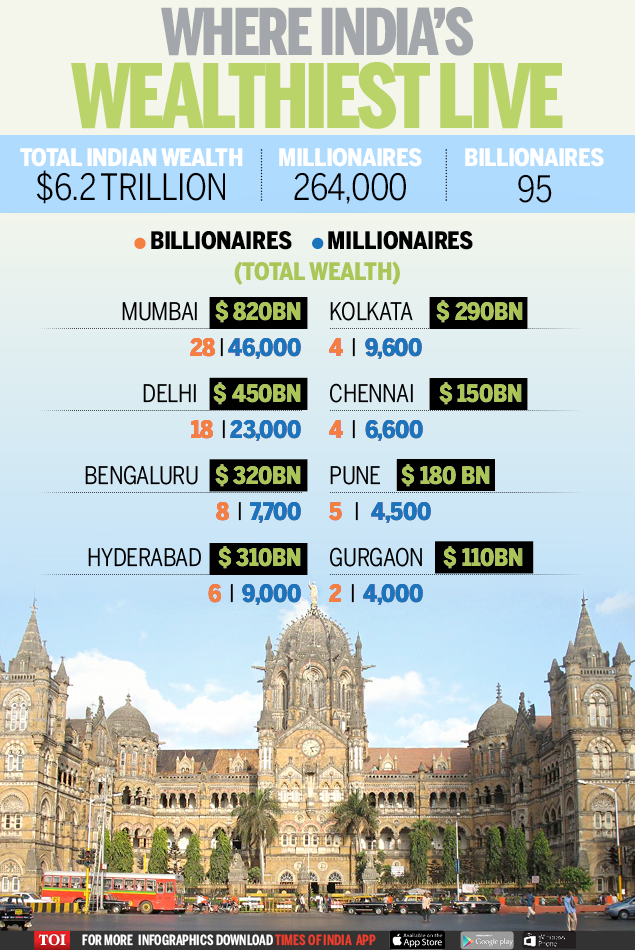 WHERE INDIA'S
WEALTHIEST LIVE
TOTAL INDIAN WEALTH
$6.2 TRILLION
MILLIONAIRES
264,000
BILLIONAIRES
95
BILLIONAIRES MILLIONAIRES
(TOTAL WEALTH)
MUMBAI $ 820BN
28 | 46,000
KOLKATA $ 290BN
4 | 9,600
DELHI $ 450BN
18 | 23,000
CHENNAI $ 150BN
4 | 6,600
BENGALURU $ 320BN
8 | 7,700
PUNE $ 180 BN
5 | 4,500
HYDERABAD $ 310BN
6 | 9,000
GURGAON $ 110BN
2 | 4,000
TOI FOR MORE INFOGRAPHICS DOWNLOAD TIMES OF INDIA APP
Available on the
App Store
Google play
Windows
Phone